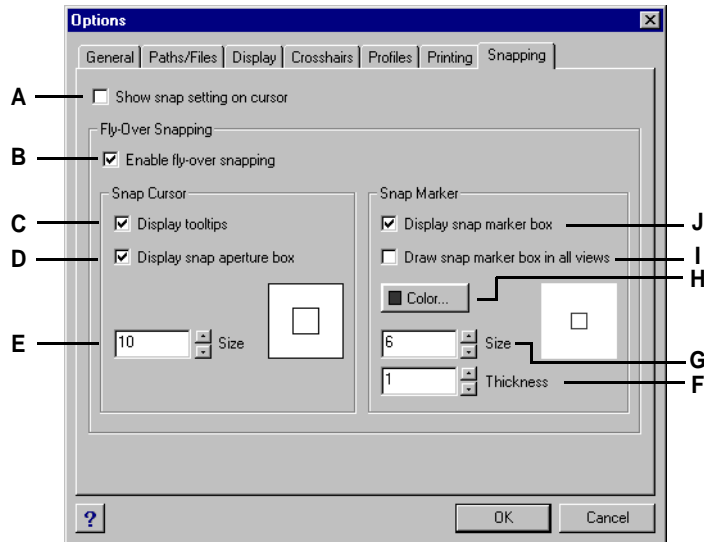 Options
General Paths/Files Display Crosshairs Profiles Printing Snapping
A Show snap setting on cursor
Fly-Over Snapping
B Enable fly-over snapping
Snap Cursor Snap Marker
C Display tooltips Display snap marker box J
D Display snap aperture box Draw snap marker box in all views I
Color... H
E 10 Size 6 Size G
1 Thickness F
? OK Cancel